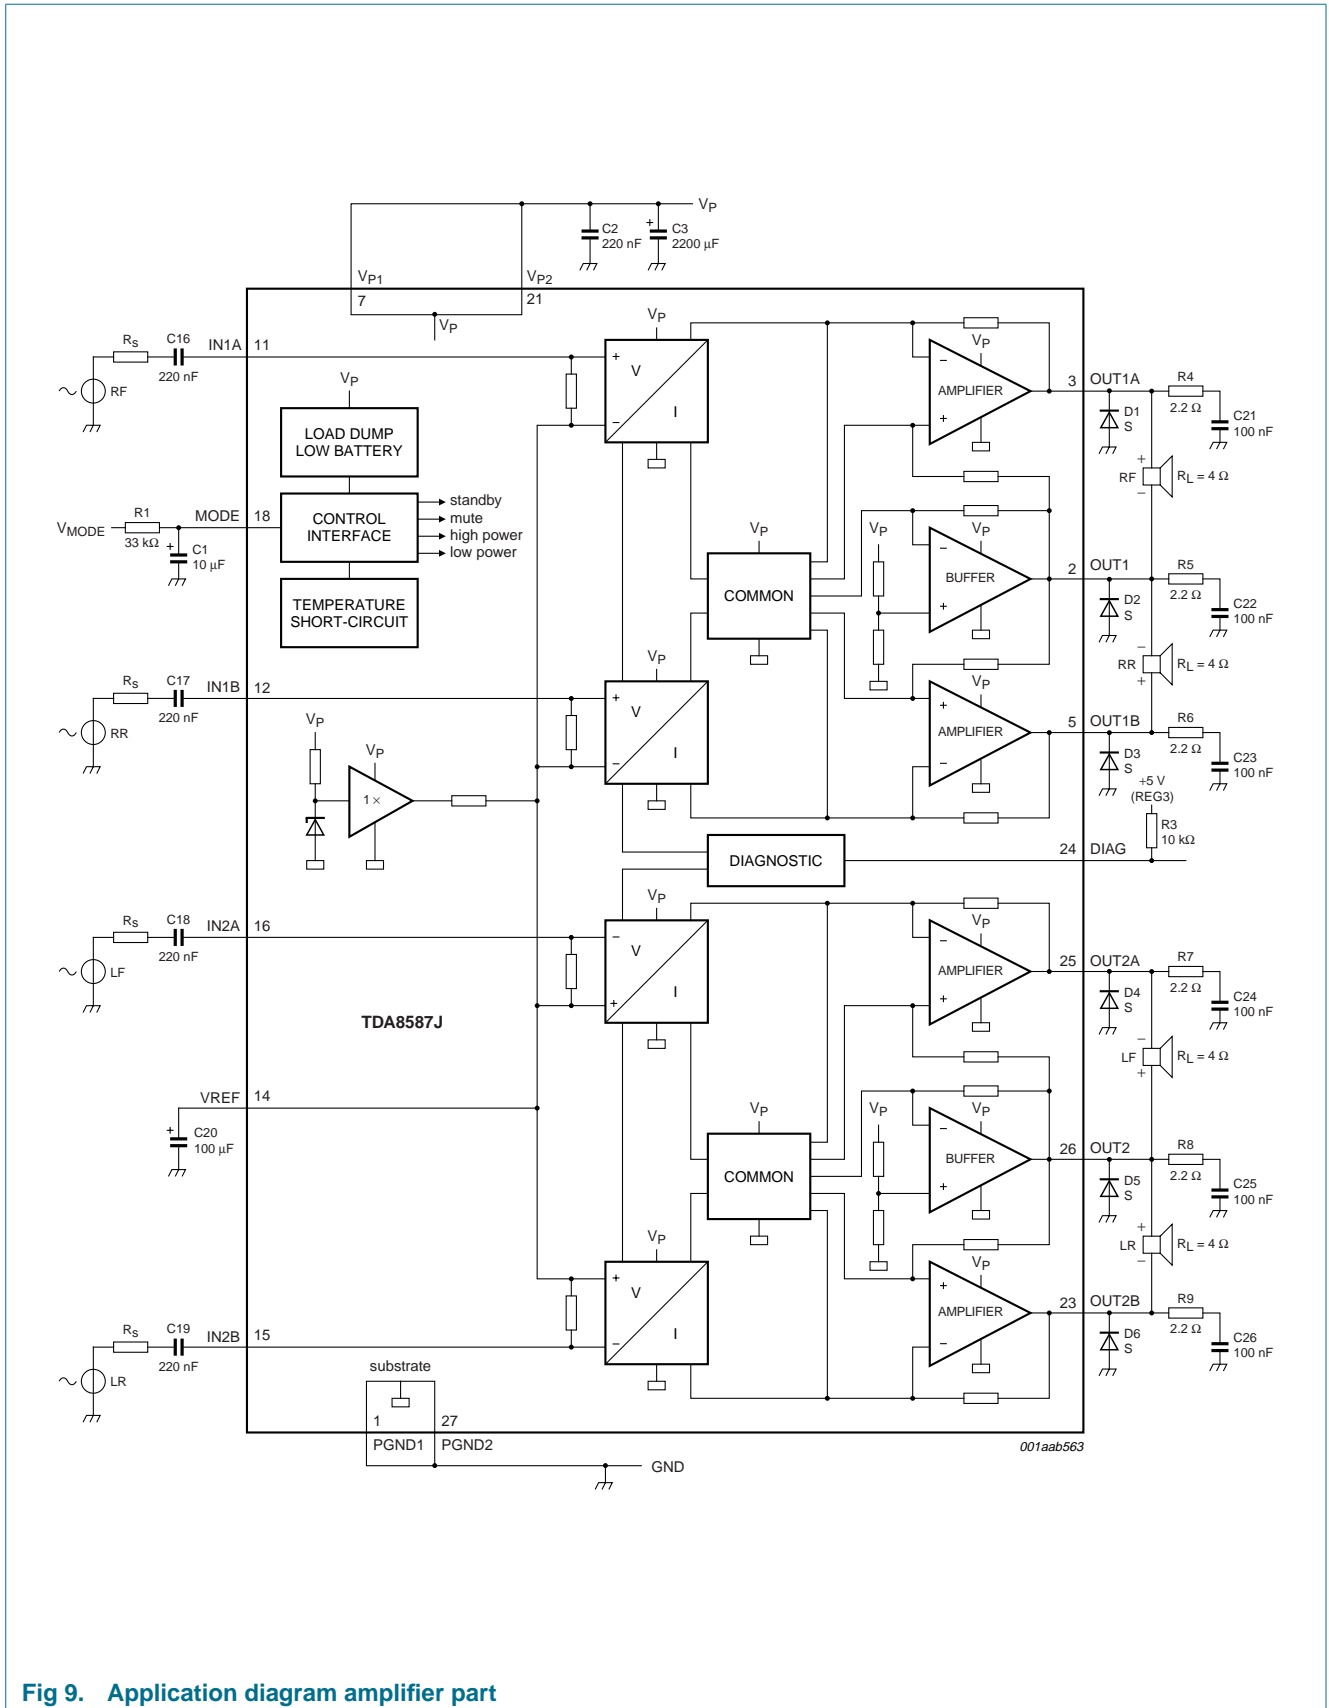 VP
C2
220 nF
+
C3
2200 μF
VP1
7
VP2
21
VP
RS
C16
220 nF
IN1A
11
RF
VP
LOAD DUMP
LOW BATTERY
VMODE
R1
33 kΩ
+
C1
10 μF
MODE
18
CONTROL
INTERFACE
standby
mute
high power
low power
TEMPERATURE
SHORT-CIRCUIT
RS
C17
220 nF
IN1B
12
RR
VP
VP
1 ×
VP
+
V
−
I
VP
+
V
−
I
VP
COMMON
VP
−
AMPLIFIER
+
VP
VP
−
BUFFER
+
VP
+
AMPLIFIER
−
3
OUT1A
R4
2.2 Ω
D1
S
C21
100 nF
+
RF
−
RL = 4 Ω
2
OUT1
R5
2.2 Ω
D2
S
C22
100 nF
−
RR
+
RL = 4 Ω
5
OUT1B
R6
2.2 Ω
D3
S
C23
100 nF
+5 V
(REG3)
R3
10 kΩ
DIAGNOSTIC
24
DIAG
RS
C18
220 nF
IN2A
16
LF
TDA8587J
VREF
14
+
C20
100 μF
RS
C19
220 nF
IN2B
15
LR
VP
−
V
+
I
VP
+
V
−
I
VP
COMMON
VP
−
AMPLIFIER
+
VP
VP
−
BUFFER
+
VP
+
AMPLIFIER
−
25
OUT2A
R7
2.2 Ω
D4
S
C24
100 nF
−
LF
+
RL = 4 Ω
26
OUT2
R8
2.2 Ω
D5
S
C25
100 nF
+
LR
−
RL = 4 Ω
23
OUT2B
R9
2.2 Ω
D6
S
C26
100 nF
substrate
1
27
PGND1
PGND2
GND
001aab563
Fig 9. Application diagram amplifier part